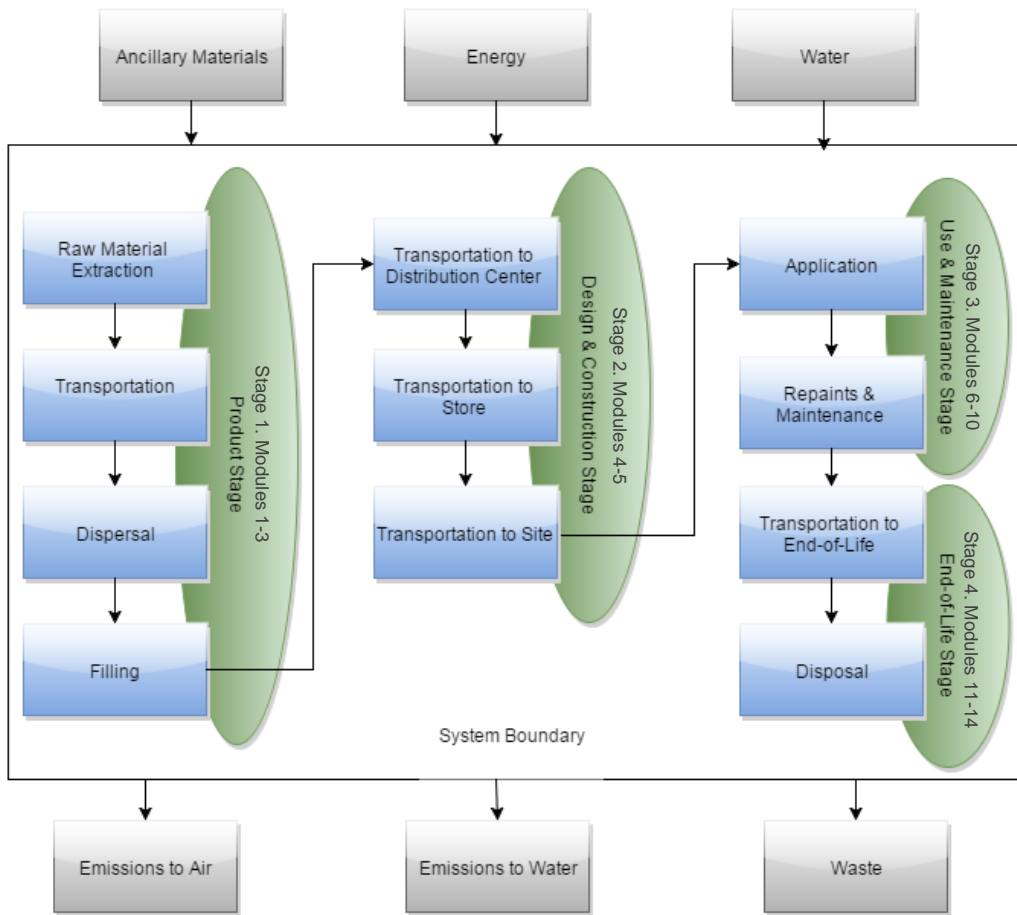 Ancillary Materials
Energy
Water
Raw Material
Extraction
Transportation
Dispersal
Filling
Stage 1. Modules 1-3
Product Stage
Transportation to
Distribution Center
Transportation to
Store
Transportation to Site
Stage 2. Modules 4-5
Design & Construction Stage
Application
Repaints &
Maintenance
Stage 3. Modules 6-10
Use & Maintenance Stage
Transportation to
End-of-Life
Disposal
Stage 4. Modules 11-14
End-of-Life Stage
System Boundary
Emissions to Air
Emissions to Water
Waste